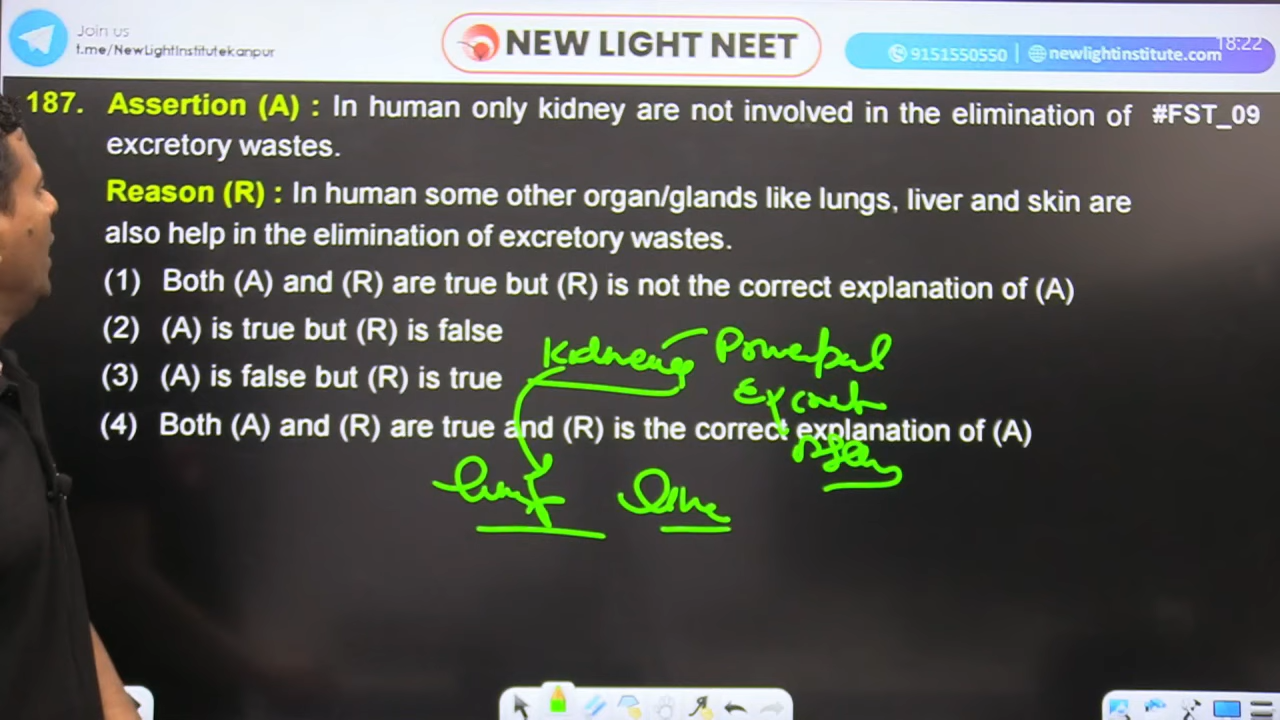 Join us
t.me/NewLightInstitutekanpur
NEW LIGHT NEET
9151550550
newlightinstitute.com
18:22
187. Assertion (A) : In human only kidney are not involved in the elimination of #FST_09
excretory wastes.
Reason (R) : In human some other organ/glands like lungs, liver and skin are
also help in the elimination of excretory wastes.
(1) Both (A) and (R) are true but (R) is not the correct explanation of (A)
(2) (A) is true but (R) is false
(3) (A) is false but (R) is true
(4) Both (A) and (R) are true and (R) is the correct explanation of (A)
Kidneys Powerful